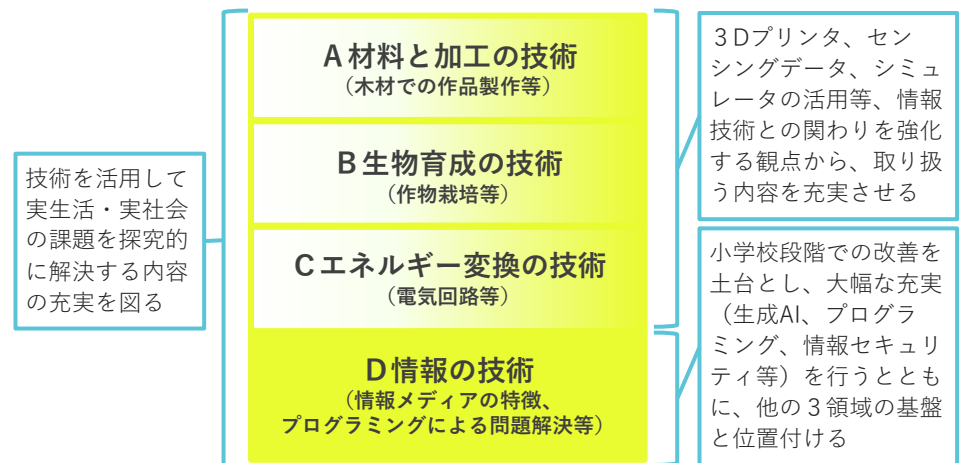 技術を活用して
実生活・実社会
の課題を探究的
に解決する内容
の充実を図る
A材料と加工の技術
（木材での作品製作等）
B生物育成の技術
（作物栽培等）
Cエネルギー変換の技術
（電気回路等）
D情報の技術
（情報メディアの特徴、
プログラミングによる問題解決等）
３Dプリンタ、セン
シングデータ、シミュ
レータの活用等、情報
技術との関わりを強化
する観点から、取り扱
う内容を充実させる
小学校段階での改善を
土台とし、大幅な充実
（生成AI、プログラ
ミング、情報セキュリ
ティ等）を行うととも
に、他の３領域の基盤
と位置付ける